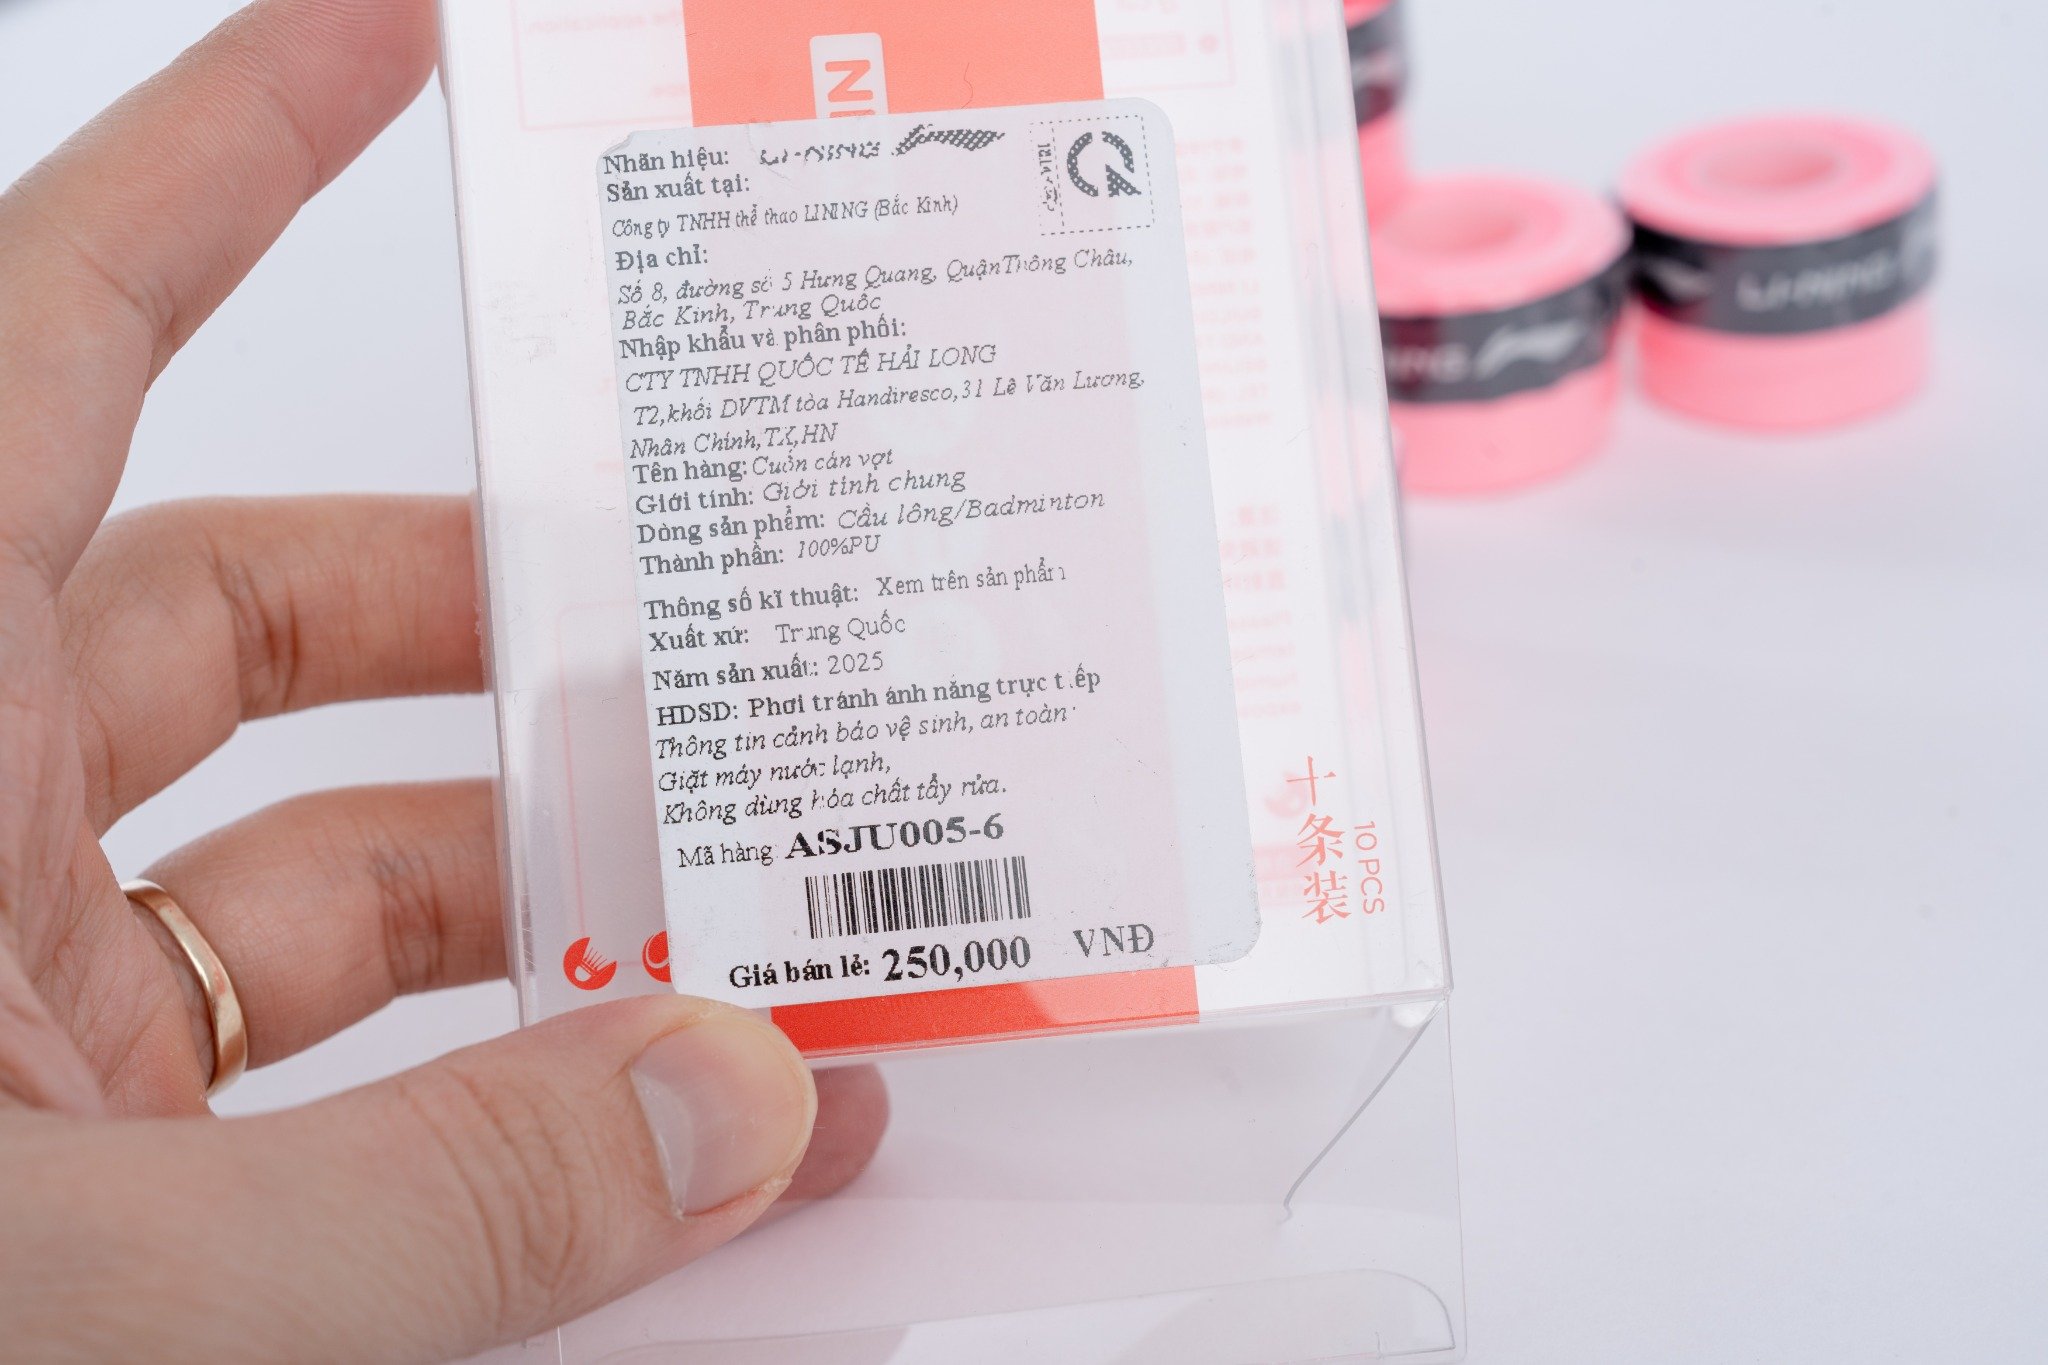 Nhãn hiệu: LI-NING
Sản xuất tại:
Công ty TNHH thể thao LINING (Bắc Kinh)
Địa chỉ:
Số 8, đường số 5 Hưng Quang, QuậnThông Châu,
Bắc Kinh, Trung Quốc
Nhập khẩu và phân phối:
CTY TNHH QUỐC TẾ HẢI LONG
T2,khối DVTM tòa Handiresco,31 Lê Văn Lương,
Nhân Chính,TX,HN
Tên hàng: Cuốn cán vợt
Giới tính: Giới tính chung
Dòng sản phẩm: Cầu lông/Badminton
Thành phần: 100%PU
Thông số kĩ thuật: Xem trên sản phẩm
Xuất xứ: Trung Quốc
Năm sản xuất: 2025
HDSD: Phơi tránh ánh nắng trực tiếp
Thông tin cảnh báo vệ sinh, an toàn
Giặt máy nước lạnh,
Không dùng hóa chất tẩy rửa.
Mã hàng ASJU005-6
Giá bán lẻ: 250,000 VNĐ
十条装
10 PCS
LI-NING